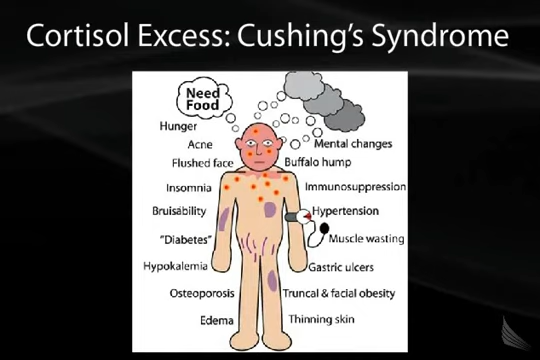 Cortisol Excess: Cushing's Syndrome
Need
Food
Hunger
Acne
Flushed face
Insomnia
Bruisability
"Diabetes"
Hypokalemia
Osteoporosis
Edema
Mental changes
Buffalo hump
Immunosuppression
Hypertension
Muscle wasting
Gastric ulcers
Truncal & facial obesity
Thinning skin